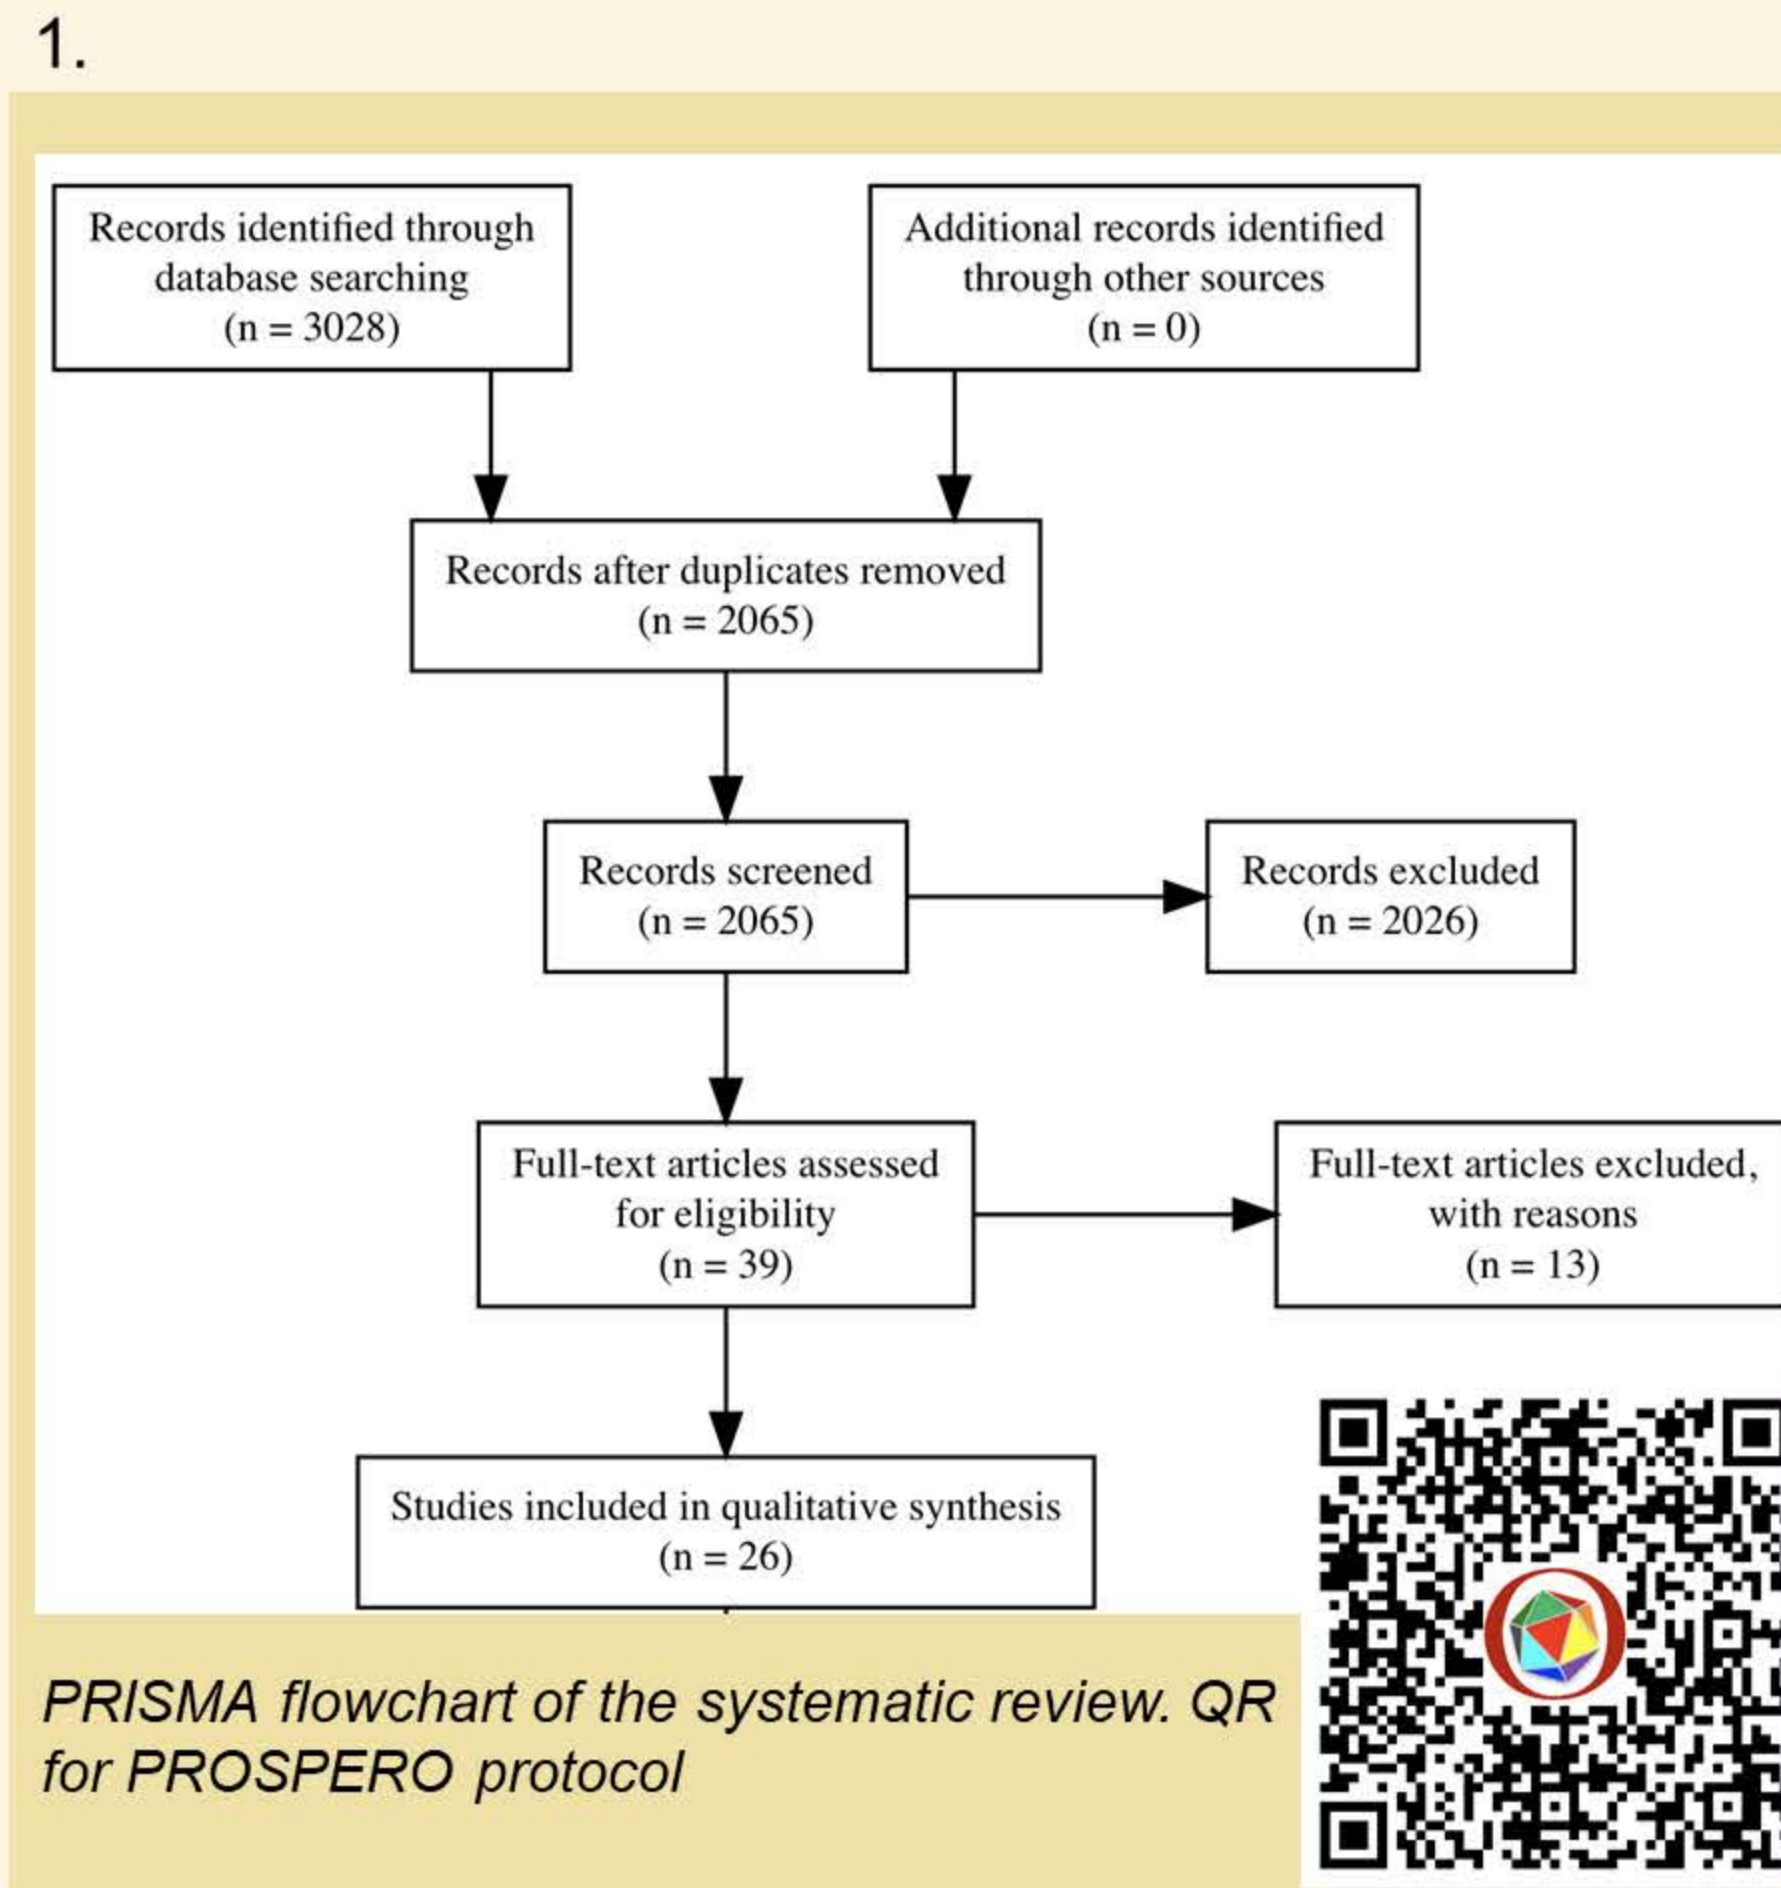 1.
Records identified through
database searching
(n = 3028)
Additional records identified
through other sources
(n = 0)
Records after duplicates removed
(n = 2065)
Records screened
(n = 2065)
Records excluded
(n = 2026)
Full-text articles assessed
for eligibility
(n = 39)
Full-text articles excluded,
with reasons
(n = 13)
Studies included in qualitative synthesis
(n = 26)
PRISMA flowchart of the systematic review. QR
for PROSPERO protocol